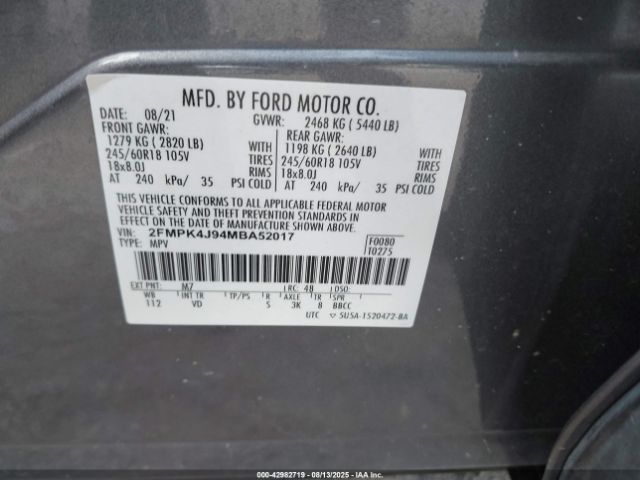 MFD. BY FORD MOTOR CO.
DATE: 08/21 GVWR: 2468 KG ( 5440 LB)
FRONT GAWR: REAR GAWR:
1279 KG ( 2820 LB) WITH 1198 KG ( 2640 LB) WITH
245/60R18 105V TIRES 245/60R18 105V TIRES
18x8.0J RIMS 18x8.0J RIMS
AT 240 kPa/ 35 PSI COLD AT 240 kPa/ 35 PSI COLD
THIS VEHICLE CONFORMS TO ALL APPLICABLE FEDERAL MOTOR
VEHICLE SAFETY AND THEFT PREVENTION STANDARDS IN
EFFECT ON THE DATE OF MANUFACTURE SHOWN ABOVE.
VIN: 2FMPK4J94MBA52017 F0080
TYPE: MPV T0275
EXT PNT: M7 RC: 48 DSO:
WB INT TR TP/PS R AXLE TR SPR
112 VD 5 3K 8 BBCC
UTC ▽ 5USA-1520472-BA
000-42982719 - 08/13/2025 - IAAI.COM